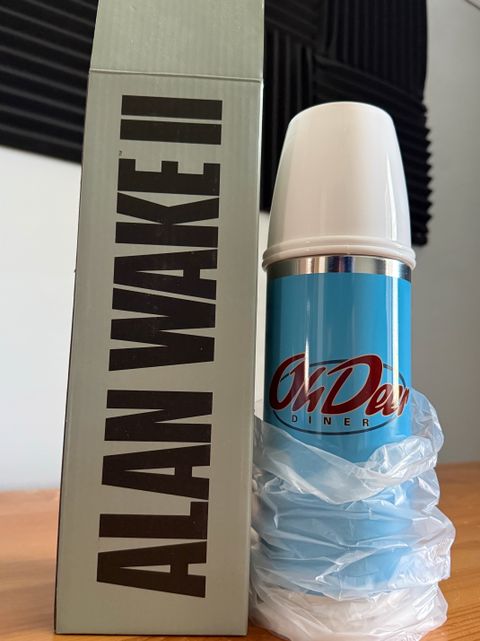 ALAN WAKE II
Oh Deer
DINER